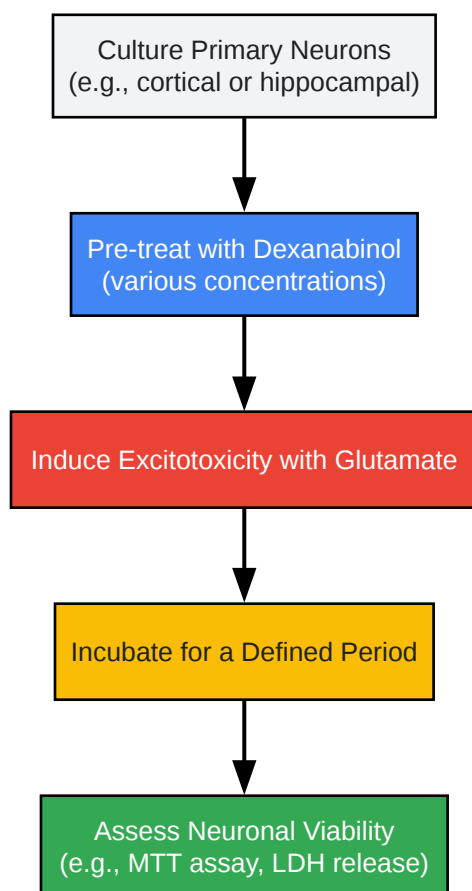 Culture Primary Neurons
(e.g., cortical or hippocampal)
Pre-treat with Dexanabinol
(various concentrations)
Induce Excitotoxicity with Glutamate
Incubate for a Defined Period
Assess Neuronal Viability
(e.g., MTT assay, LDH release)